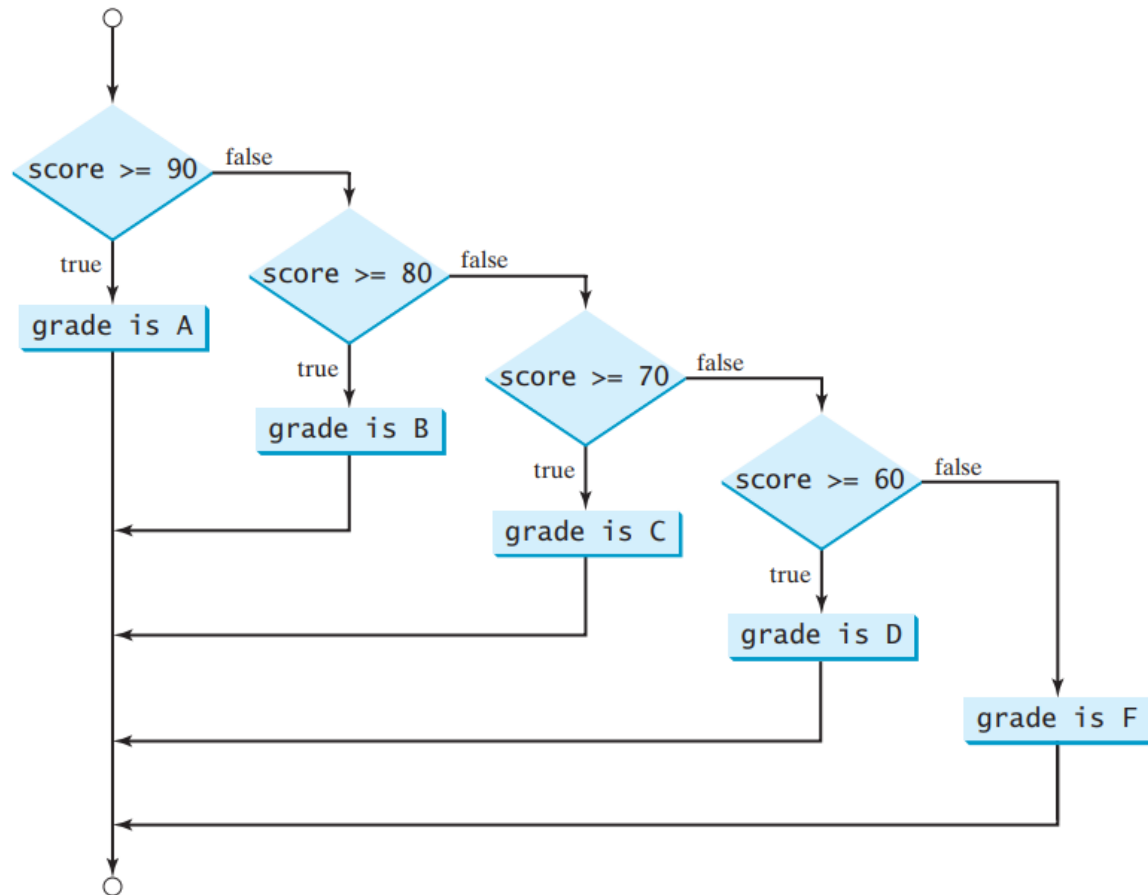 score >= 90
false
true
grade is A
score >= 80
false
true
grade is B
score >= 70
false
true
grade is C
score >= 60
false
true
grade is D
grade is F